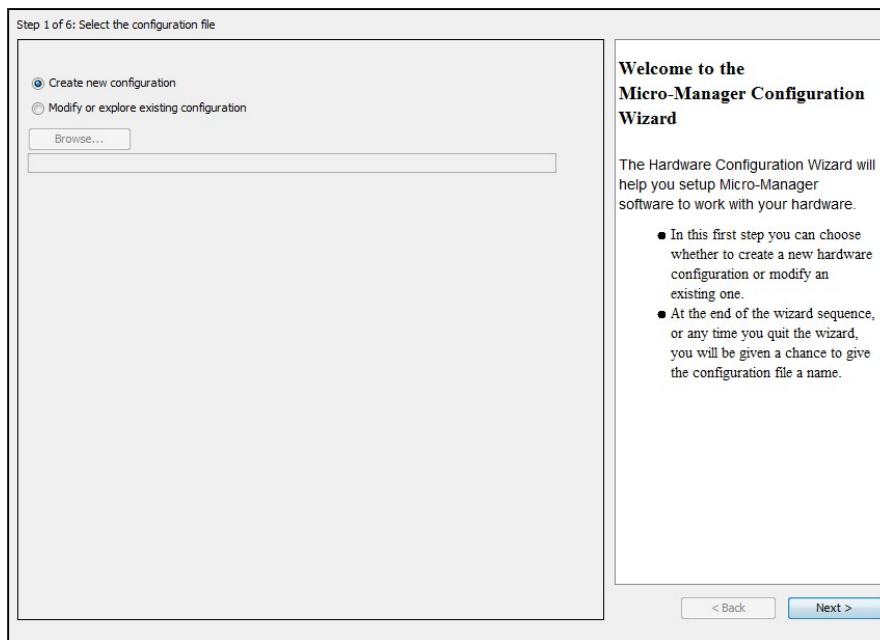 Step 1 of 6: Select the configuration file
Create new configuration
Modify or explore existing configuration
Browse...
Welcome to the
Micro-Manager Configuration
Wizard
The Hardware Configuration Wizard will
help you setup Micro-Manager
software to work with your hardware.
● In this first step you can choose
whether to create a new hardware
configuration or modify an
existing one.
● At the end of the wizard sequence,
or any time you quit the wizard,
you will be given a chance to give
the configuration file a name.
< Back
Next >